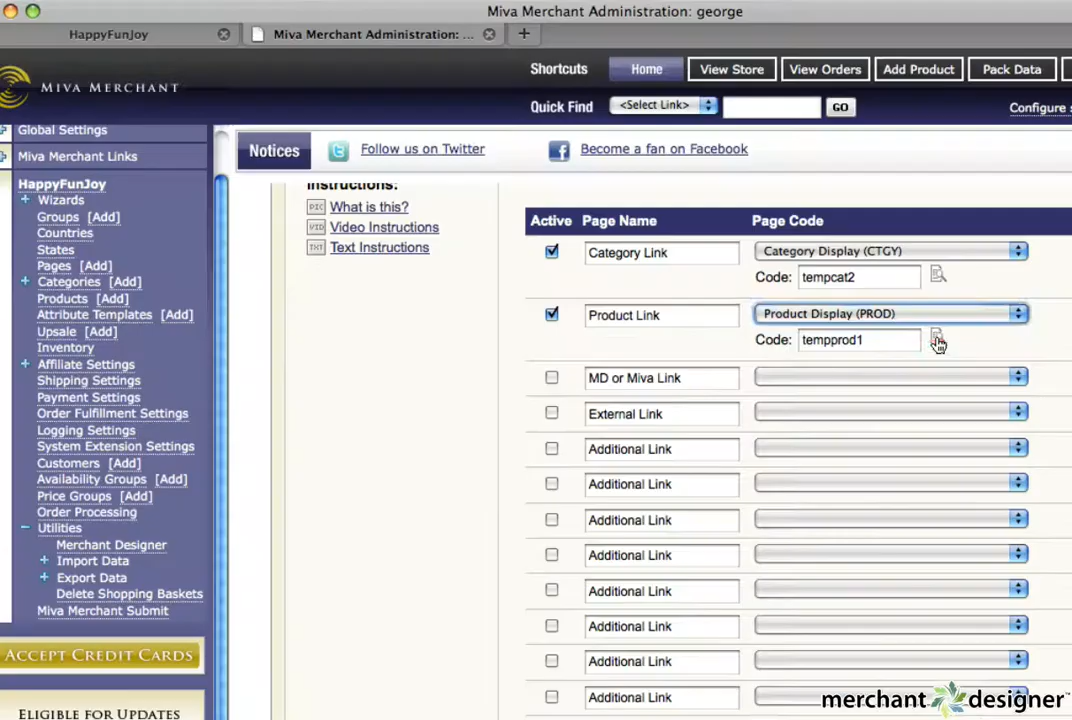 Miva Merchant Administration: george
HappyFunJoy
Miva Merchant Administration: ...
MIVA MERCHANT
Shortcuts Home View Store View Orders Add Product Pack Data
Quick Find <Select Link> GO Configure
Global Settings
Miva Merchant Links
HappyFunJoy
Wizards
Groups [Add]
Countries
States
Pages [Add]
Categories [Add]
Products [Add]
Attribute Templates [Add]
Upsale [Add]
Inventory
Affiliate Settings
Shipping Settings
Payment Settings
Order Fulfillment Settings
Logging Settings
System Extension Settings
Customers [Add]
Availability Groups [Add]
Price Groups [Add]
Order Processing
Utilities
Merchant Designer
Import Data
Export Data
Delete Shopping Baskets
Miva Merchant Submit
ACCEPT CREDIT CARDS
ELIGIBLE FOR UPDATES
Notices Follow us on Twitter Become a fan on Facebook
Instructions:
PIC What is this?
VID Video Instructions
TXT Text Instructions
Active Page Name Page Code
Category Link Category Display (CTGY)
Code: tempcat2
Product Link Product Display (PROD)
Code: tempprod1
MD or Miva Link
External Link
Additional Link
Additional Link
Additional Link
Additional Link
Additional Link
Additional Link
Additional Link
Additional Link
merchant designer™